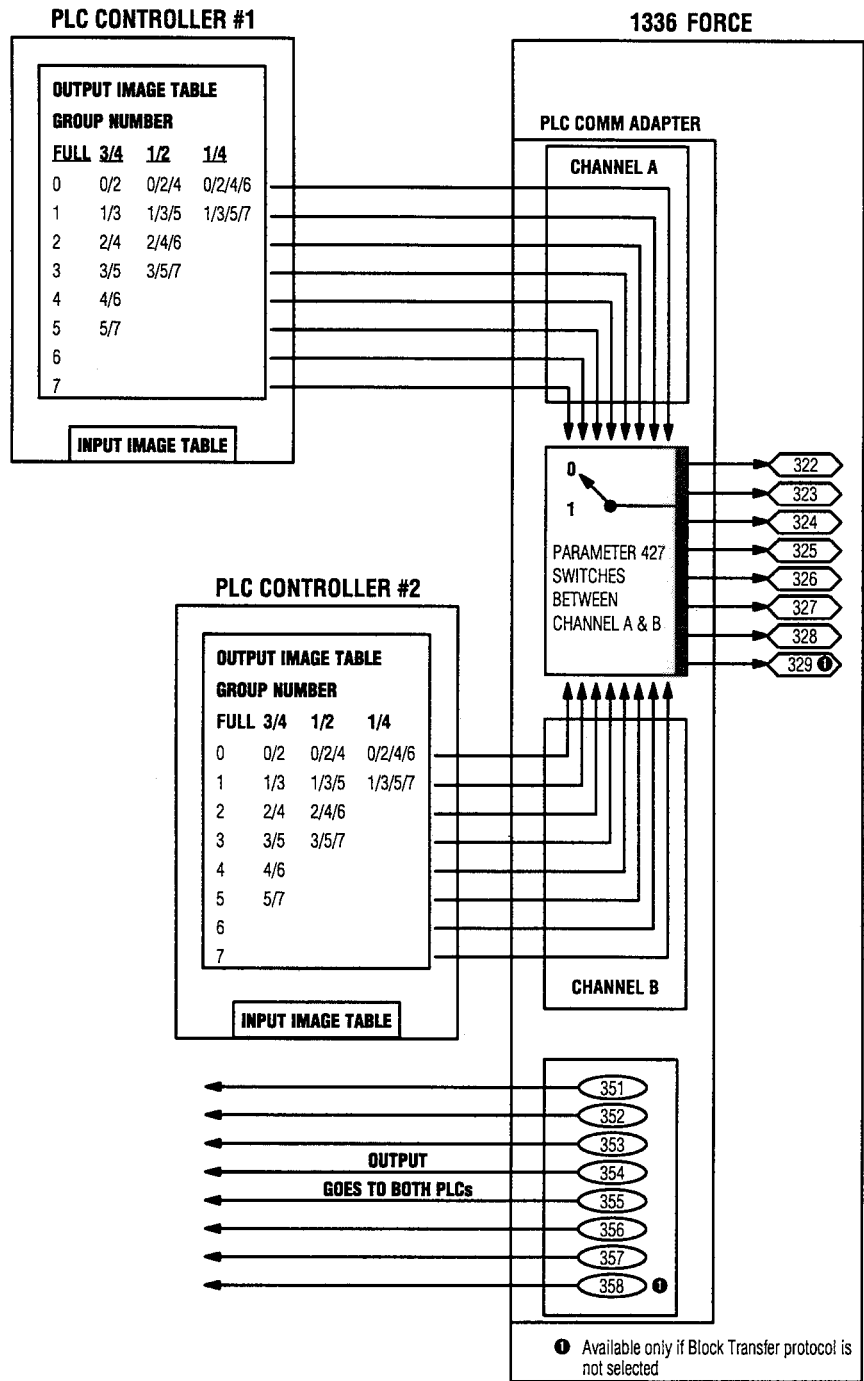 PLC CONTROLLER #1
OUTPUT IMAGE TABLE
GROUP NUMBER
FULL 3/4 1/2 1/4
0 0/2 0/2/4 0/2/4/6
1 1/3 1/3/5 1/3/5/7
2 2/4 2/4/6
3 3/5 3/5/7
4 4/6
5 5/7
6
7
INPUT IMAGE TABLE
1336 FORCE
PLC COMM ADAPTER
CHANNEL A
0
1
PARAMETER 427
SWITCHES
BETWEEN
CHANNEL A & B
322
323
324
325
326
327
328
329 ❶
PLC CONTROLLER #2
OUTPUT IMAGE TABLE
GROUP NUMBER
FULL 3/4 1/2 1/4
0 0/2 0/2/4 0/2/4/6
1 1/3 1/3/5 1/3/5/7
2 2/4 2/4/6
3 3/5 3/5/7
4 4/6
5 5/7
6
7
INPUT IMAGE TABLE
CHANNEL B
351
352
353
354
355
356
357
358 ❶
OUTPUT
GOES TO BOTH PLCs
❶ Available only if Block Transfer protocol is
not selected